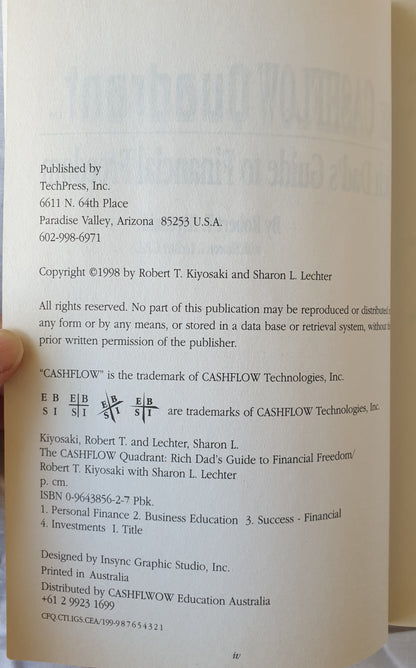 Published by
TechPress, Inc.
6611 N. 64th Place
Paradise Valley, Arizona 85253 U.S.A.
602-998-6971
Copyright ©1998 by Robert T. Kiyosaki and Sharon L. Lechter
All rights reserved. No part of this publication may be reproduced or distributed
any form or by any means, or stored in a data base or retrieval system, without
prior written permission of the publisher.
"CASHFLOW" is the trademark of CASHFLOW Technologies, Inc.
E B E B E B E B
S I S I S I S I are trademarks of CASHFLOW Technologies, Inc.
Kiyosaki, Robert T. and Lechter, Sharon L.
The CASHFLOW Quadrant: Rich Dad's Guide to Financial Freedom/
Robert T. Kiyosaki with Sharon L. Lechter
p. cm.
ISBN 0-9643856-2-7 Pbk.
1. Personal Finance 2. Business Education 3. Success - Financial
4. Investments I. Title
Designed by Insync Graphic Studio, Inc.
Printed in Australia
Distributed by CASHFLWOW Education Australia
+61 2 9923 1699
CFQ.CTI.IGS.CEA/199-987654321
iv